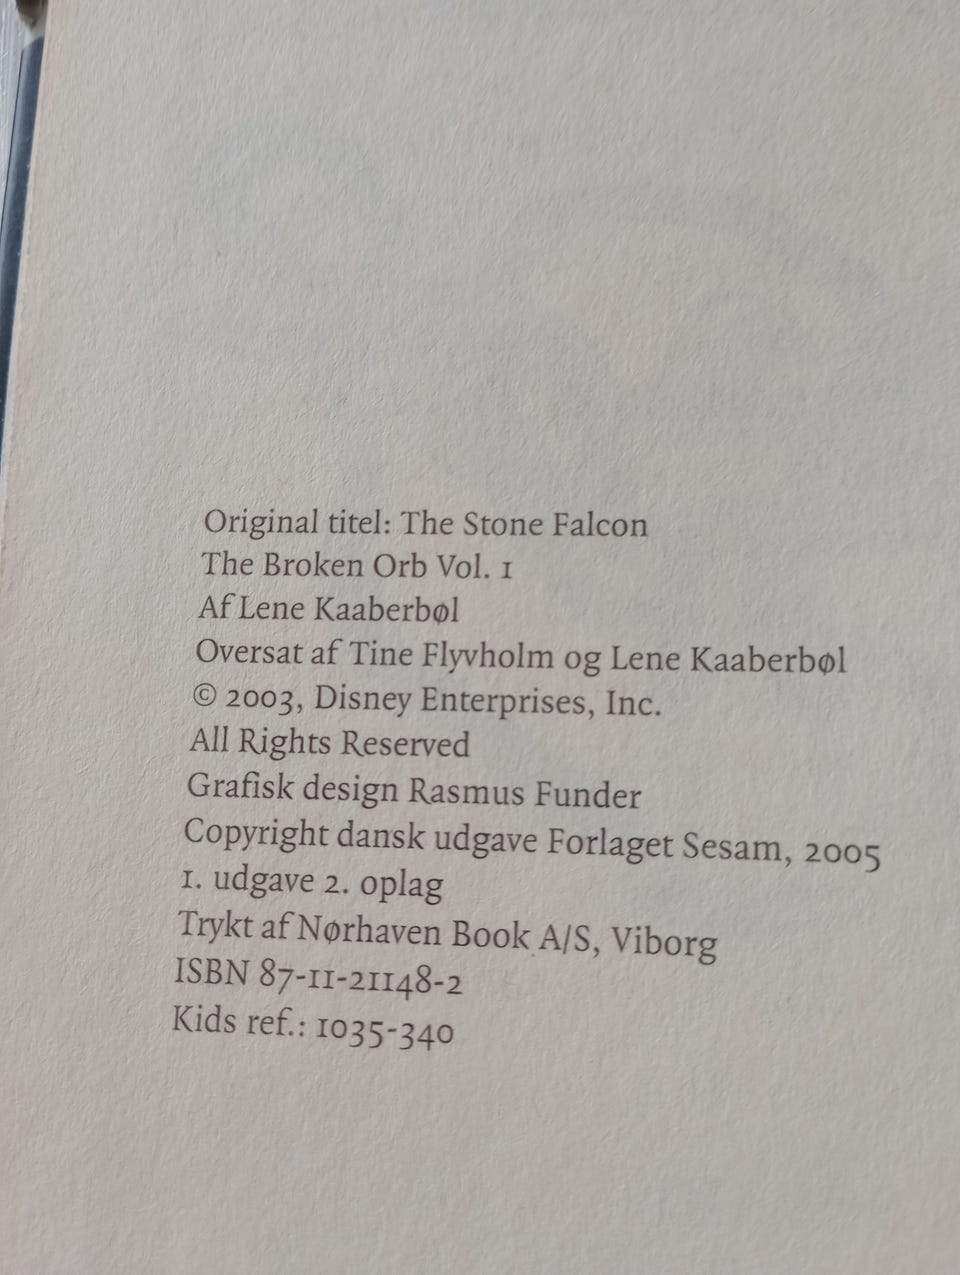 Original titel: The Stone Falcon
The Broken Orb Vol. 1
Af Lene Kaaberbøl
Oversat af Tine Flyvholm og Lene Kaaberbøl
© 2003, Disney Enterprises, Inc.
All Rights Reserved
Grafisk design Rasmus Funder
Copyright dansk udgave Forlaget Sesam, 2005
1. udgave 2. oplag
Trykt af Nørhaven Book A/S, Viborg
ISBN 87-11-21148-2
Kids ref.: 1035-340